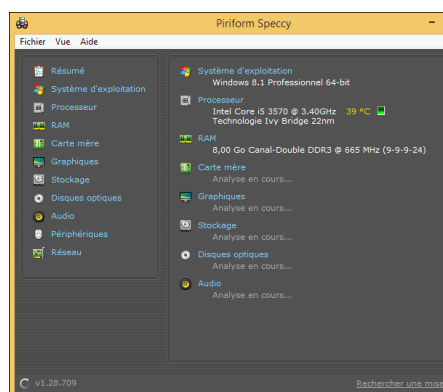 Piriform Speccy
Fichier Vue Aide
Résumé
Système d'exploitation
Processeur
RAM
Carte mère
Graphiques
Stockage
Disques optiques
Audio
Périphériques
Réseau
Système d'exploitation
Windows 8.1 Professionnel 64-bit
Processeur
Intel Core i5 3570 @ 3.40GHz 39 °C
Technologie Ivy Bridge 22nm
RAM
8,00 Go Canal-Double DDR3 @ 665 MHz (9-9-9-24)
Carte mère
Analyse en cours...
Graphiques
Analyse en cours...
Stockage
Analyse en cours...
Disques optiques
Analyse en cours...
Audio
Analyse en cours...
v1.28.709
Rechercher une mise